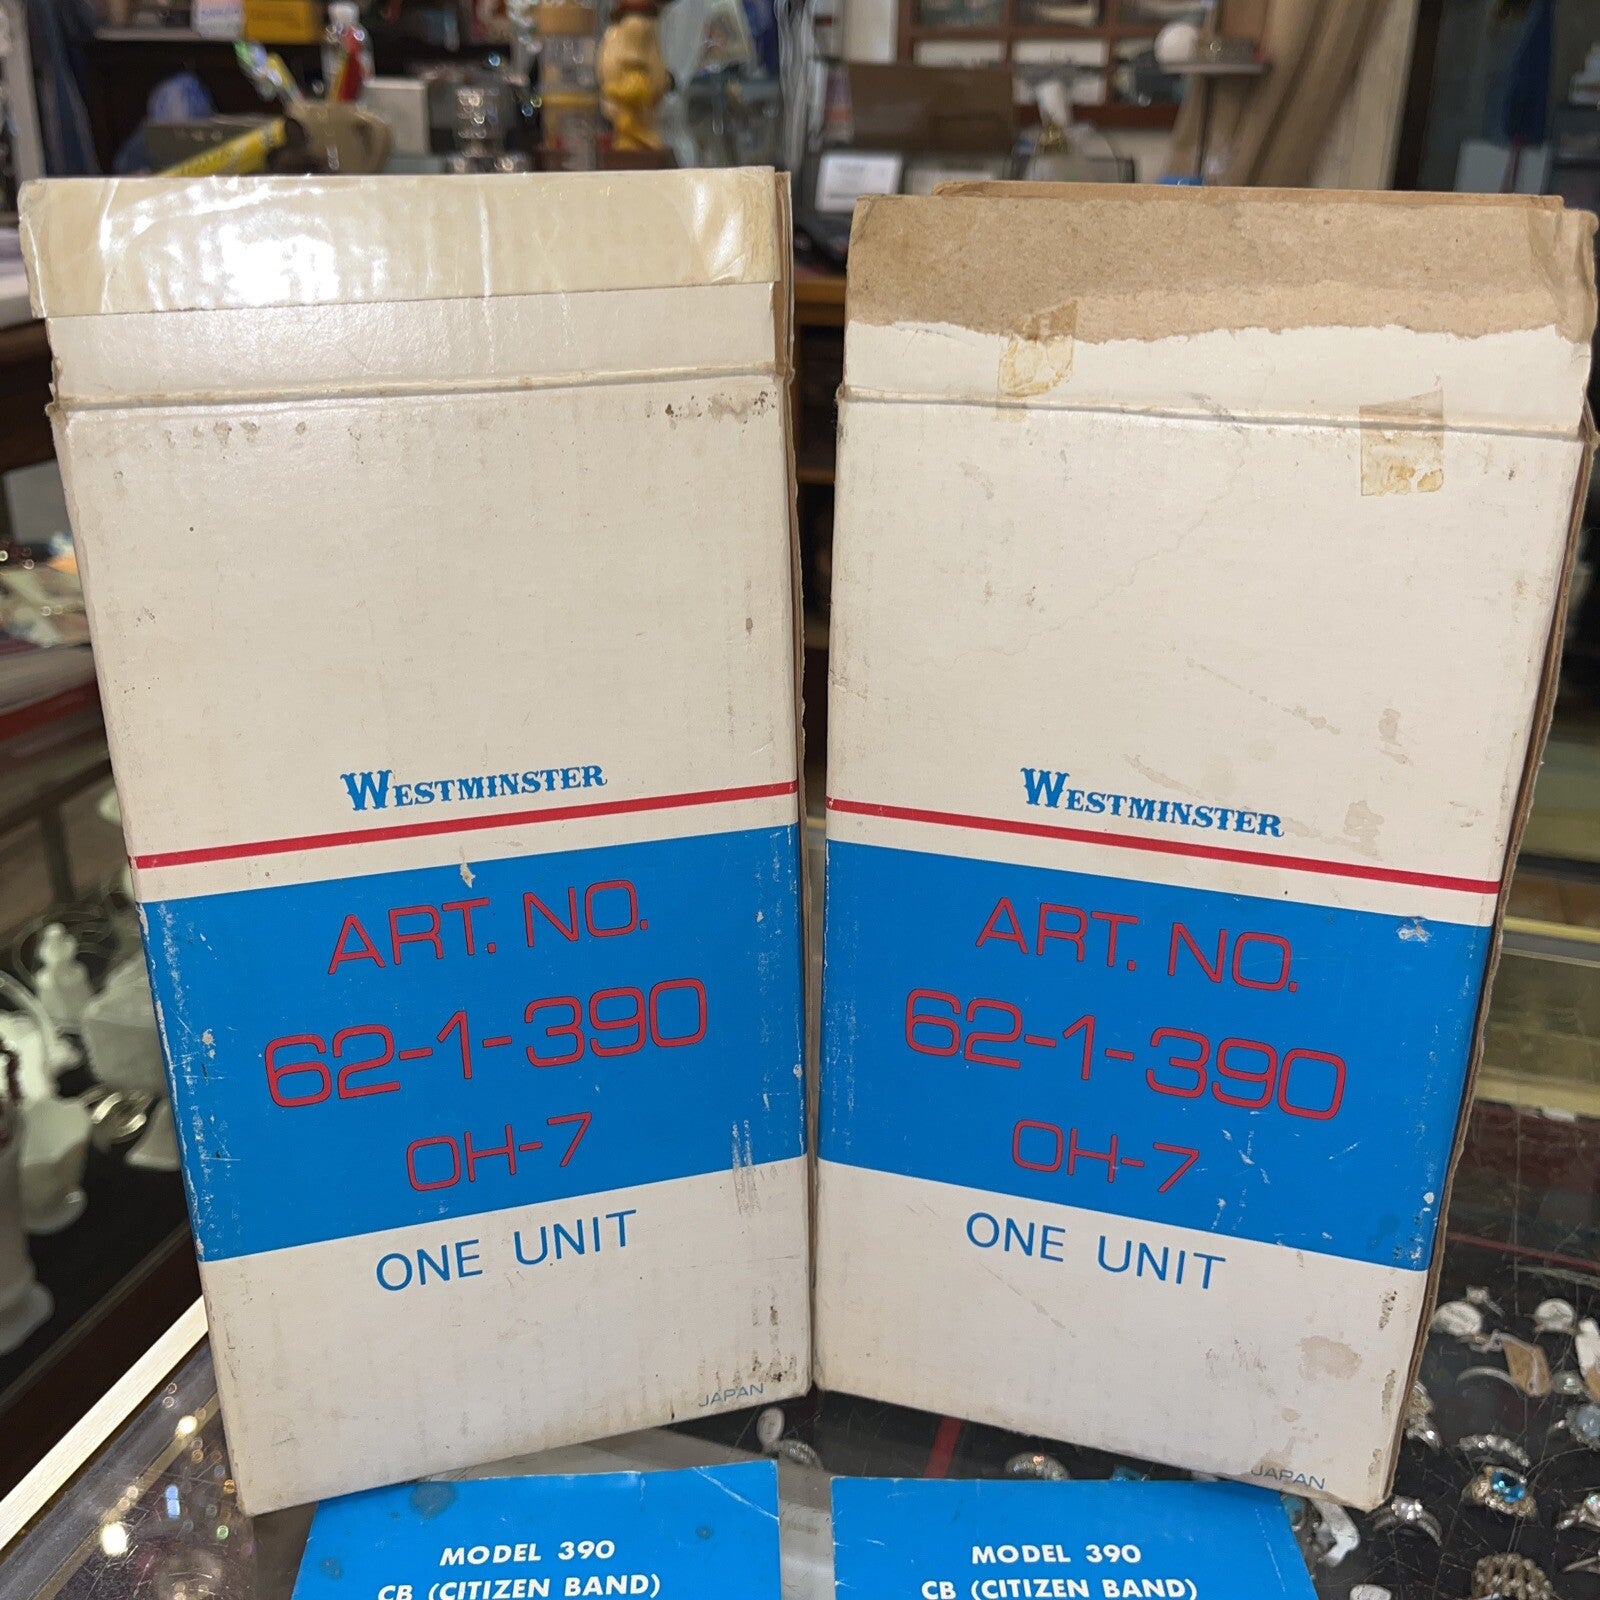 WESTMINSTER
ART. NO.
62-1-390
OH-7
ONE UNIT
JAPAN
WESTMINSTER
ART. NO.
62-1-390
OH-7
ONE UNIT
JAPAN
MODEL 390
CB (CITIZEN BAND)
MODEL 390
CB (CITIZEN BAND)